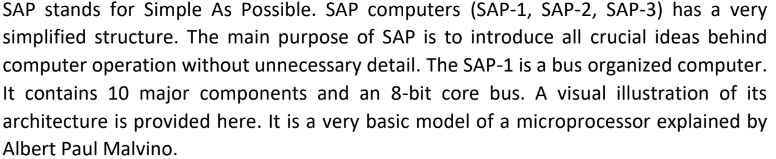 SAP stands for Simple As Possible. SAP computers (SAP-1, SAP-2, SAP-3) has a very
simplified structure. The main purpose of SAP is to introduce all crucial ideas behind
computer operation without unnecessary detail. The SAP-1 is a bus organized computer.
It contains 10 major components and an 8-bit core bus. A visual illustration of its
architecture is provided here. It is a very basic model of a microprocessor explained by
Albert Paul Malvino.